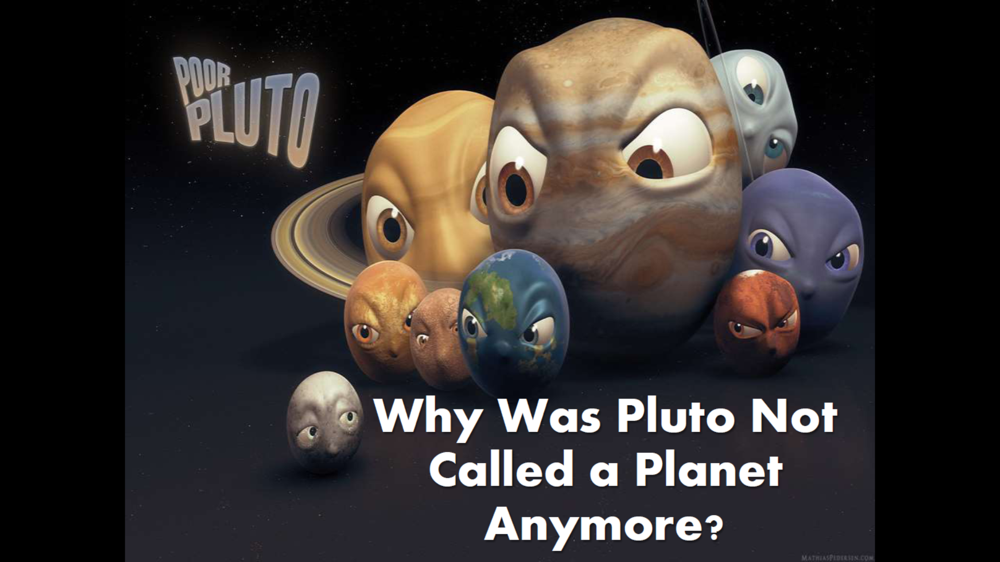 POOR
PLUTO
Why Was Pluto Not
Called a Planet
Anymore?
MATHIASPEDERSEN.COM